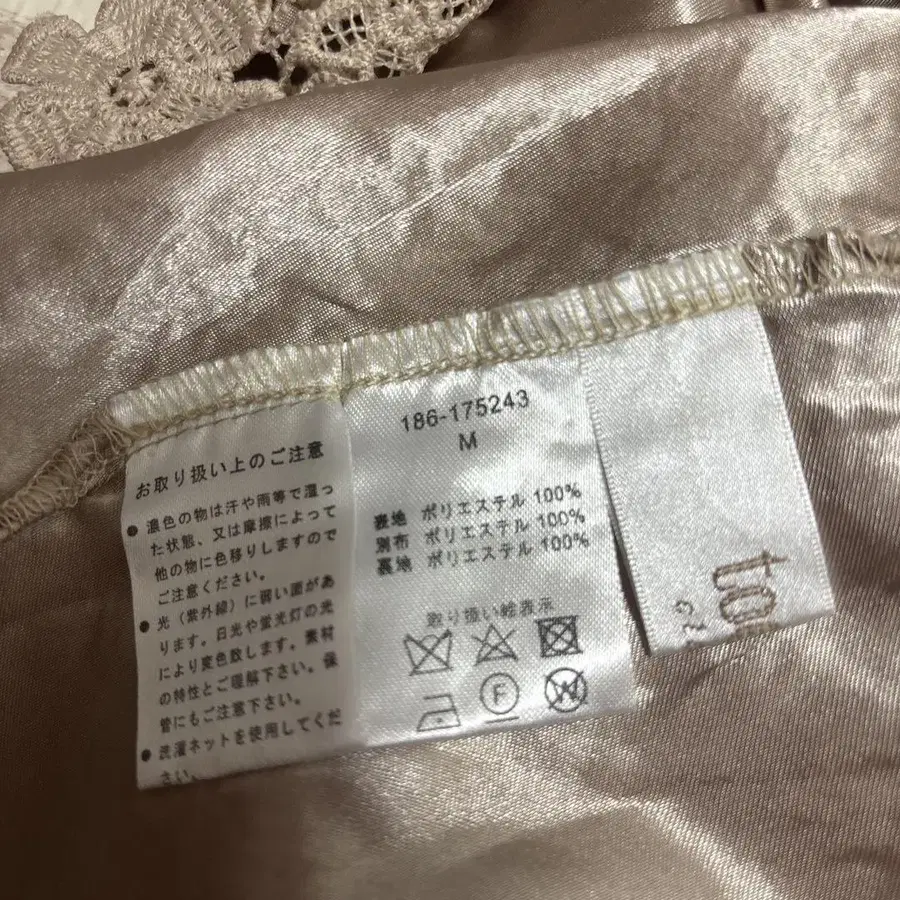 お取り扱い上のご注意
●濃色の物は汗や雨等で湿っ
た状態、又は摩擦によって
他の物に色移りしますので
ご注意ください。
●光（紫外線）に弱い面があ
ります。日光や蛍光灯の光
により変色致します。素材
の特性とご理解下さい。保
管にもご注意下さい。
●洗濯ネットを使用してくだ
さい。
186-175243
M
表地 ポリエステル 100%
別布 ポリエステル 100%
裏地 ポリエステル 100%
取り扱い絵表示
F W